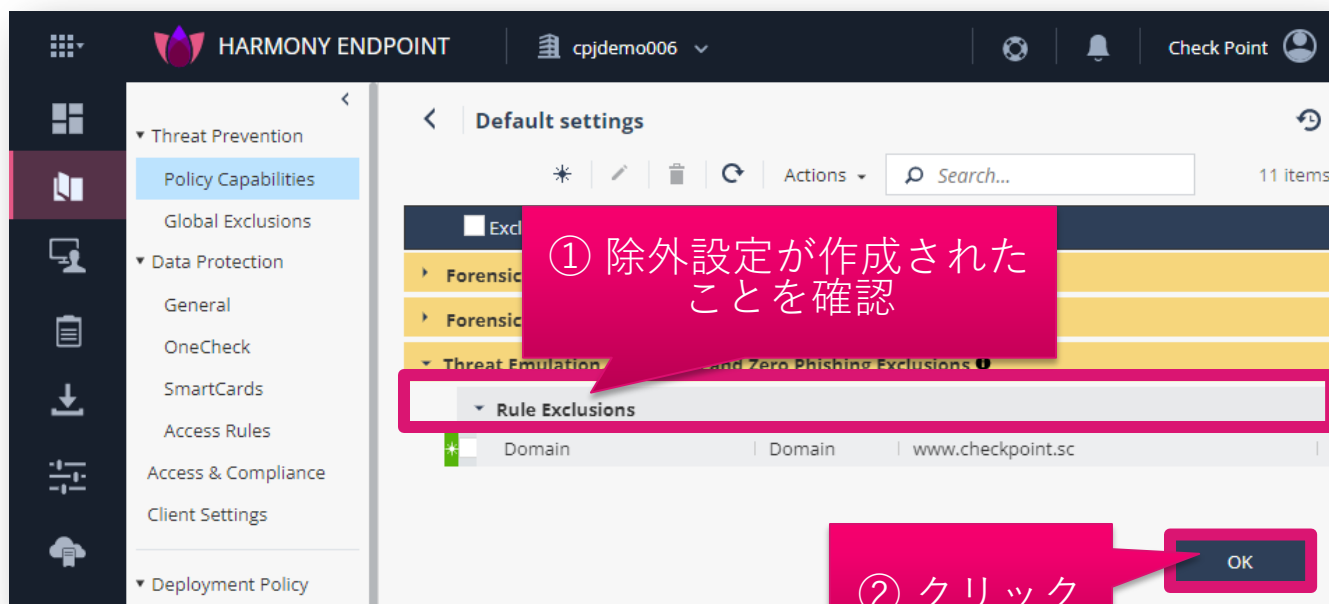 HARMONY ENDPOINT
cpjdemo006
Check Point
Threat Prevention
Policy Capabilities
Global Exclusions
Data Protection
General
OneCheck
SmartCards
Access Rules
Access & Compliance
Client Settings
Deployment Policy
Default settings
Actions
Search...
11 items
① 除外設定が作成された
ことを確認
Threat Emulation and Zero Phishing Exclusions
Rule Exclusions
Domain Domain www.checkpoint.sc
② クリック
OK